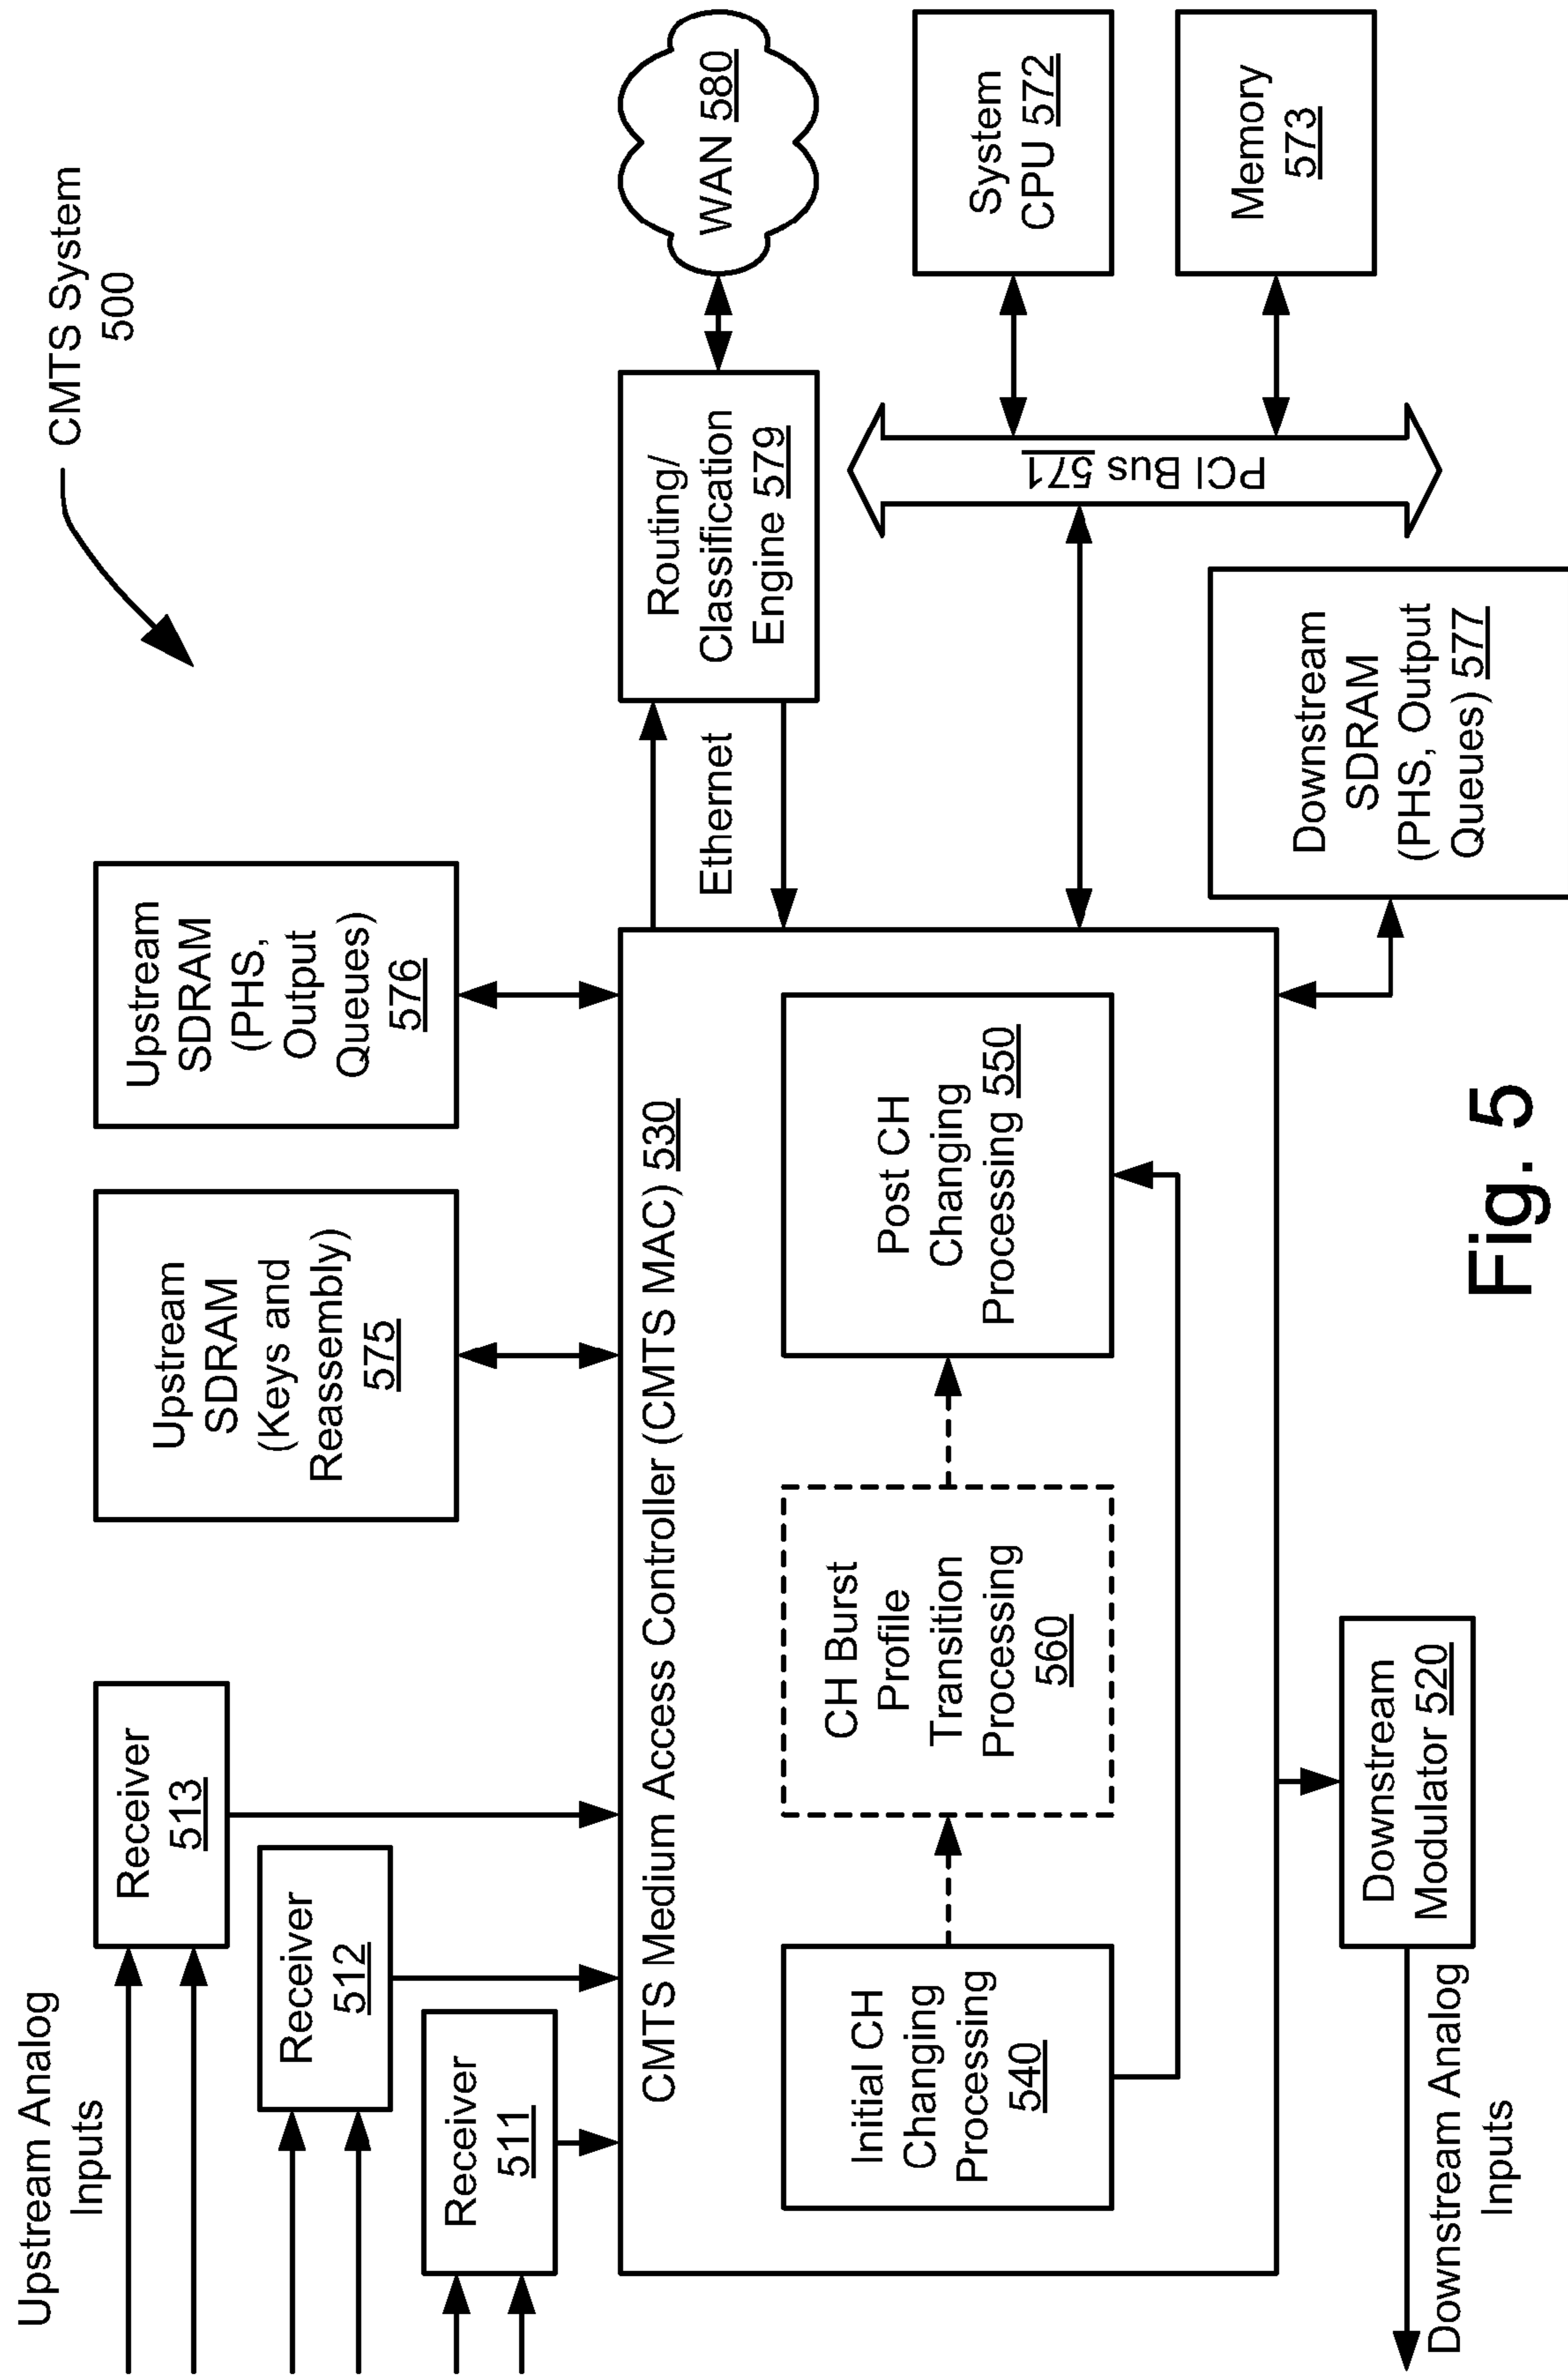 CMTS System
500
Upstream Analog
Inputs
Receiver
513
Receiver
512
Receiver
511
Upstream
SDRAM
(Keys and
Reassembly)
575
Upstream
SDRAM
(PHS,
Output
Queues)
576
CMTS Medium Access Controller (CMTS MAC) 530
Initial CH
Changing
Processing
540
CH Burst
Profile
Transition
Processing
560
Post CH
Changing
Processing 550
Ethernet
Routing/
Classification
Engine 579
WAN 580
PCI Bus 571
System
CPU 572
Memory
573
Downstream
SDRAM
(PHS, Output
Queues) 577
Downstream
Modulator 520
Downstream Analog
Inputs
Fig. 5